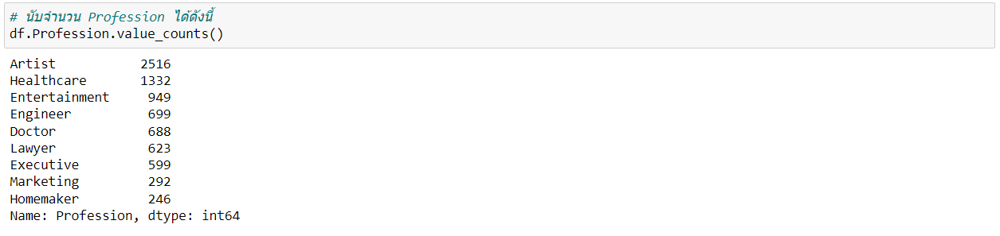 # นับจำนวน Profession ได้ดังนี้
df.Profession.value_counts()
Artist           2516
Healthcare       1332
Entertainment     949
Engineer          699
Doctor            688
Lawyer            623
Executive         599
Marketing         292
Homemaker         246
Name: Profession, dtype: int64